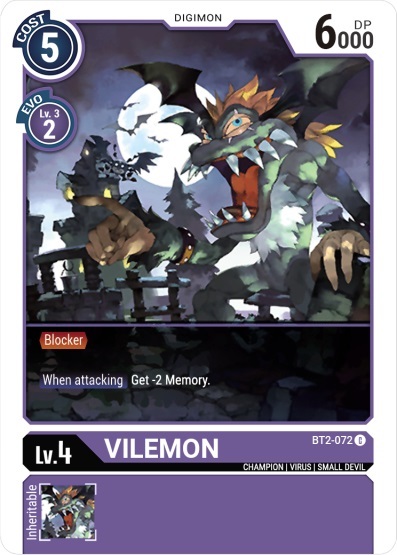 COST
5
DIGIMON
6000
DP
EVO
Lv. 3
2
Blocker
When attacking Get -2 Memory.
Lv.4
VILEMON
BT2-072 C
CHAMPION | VIRUS | SMALL DEVIL
Inheritable